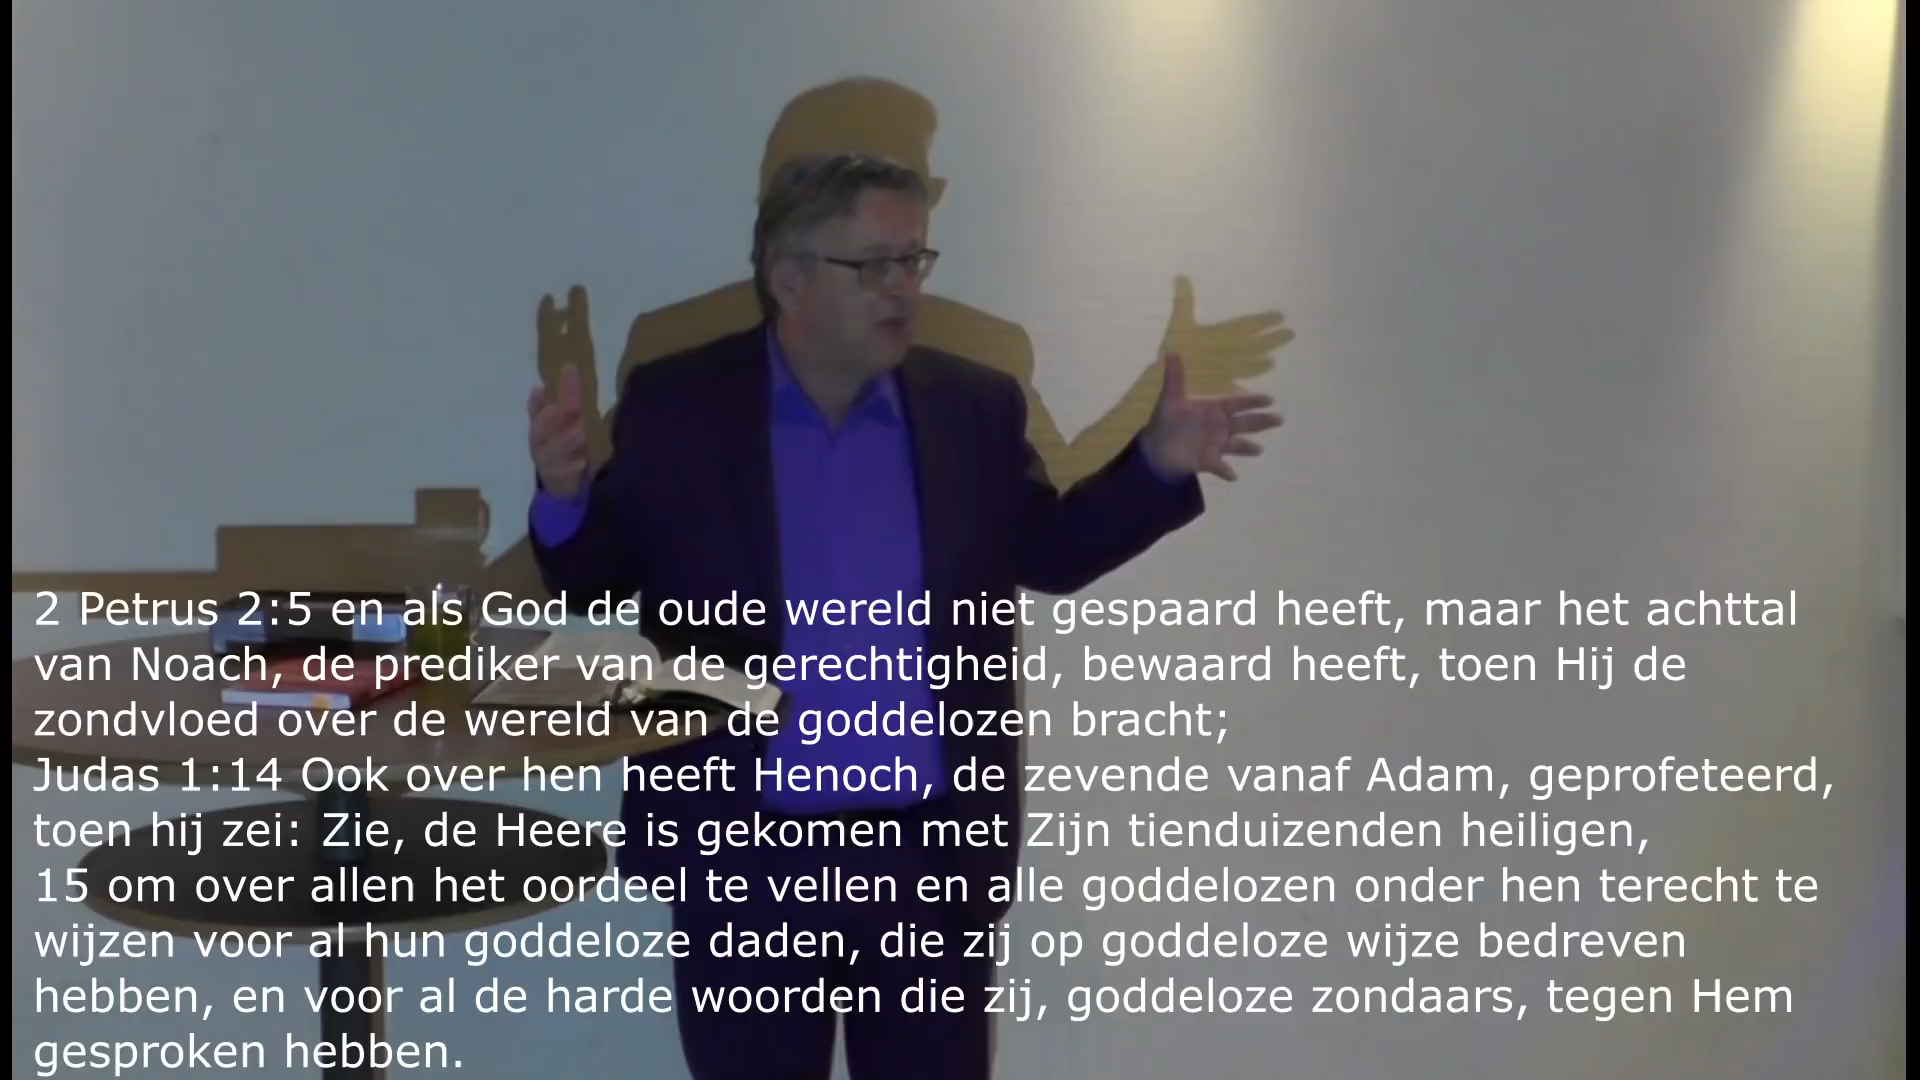 2 Petrus 2:5 en als God de oude wereld niet gespaard heeft, maar het achttal
van Noach, de prediker van de gerechtigheid, bewaard heeft, toen Hij de
zondvloed over de wereld van de goddelozen bracht;
Judas 1:14 Ook over hen heeft Henoch, de zevende vanaf Adam, geprofeteerd,
toen hij zei: Zie, de Heere is gekomen met Zijn tienduizenden heiligen,
15 om over allen het oordeel te vellen en alle goddelozen onder hen terecht te
wijzen voor al hun goddeloze daden, die zij op goddeloze wijze bedreven
hebben, en voor al de harde woorden die zij, goddeloze zondaars, tegen Hem
gesproken hebben.